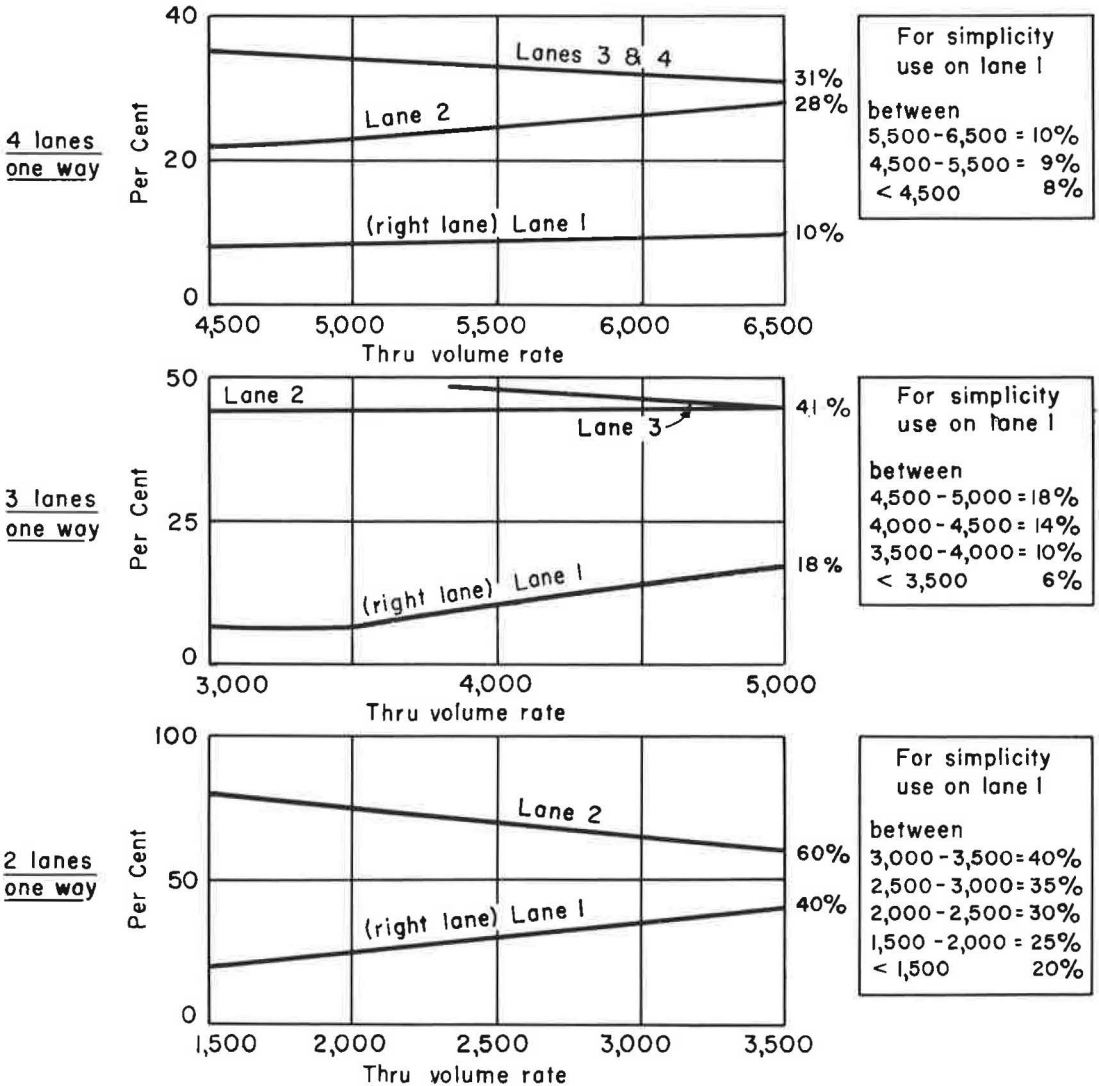 4 lanes
one way
Per Cent
40
20
0
Lanes 3 & 4
Lane 2
(right lane) Lane 1
31%
28%
10%
4,500 5,000 5,500 6,000 6,500
Thru volume rate
For simplicity
use on lane 1
between
5,500-6,500 = 10%
4,500-5,500 = 9%
< 4,500 8%
3 lanes
one way
Per Cent
50
25
0
Lane 2
Lane 3
(right lane) Lane 1
41%
18%
3,000 4,000 5,000
Thru volume rate
For simplicity
use on lane 1
between
4,500-5,000=18%
4,000-4,500=14%
3,500-4,000=10%
< 3,500 6%
2 lanes
one way
Per Cent
100
50
0
Lane 2
(right lane) Lane 1
60%
40%
1,500 2,000 2,500 3,000 3,500
Thru volume rate
For simplicity
use on lane 1
between
3,000-3,500=40%
2,500-3,000=35%
2,000-2,500=30%
1,500-2,000=25%
< 1,500 20%